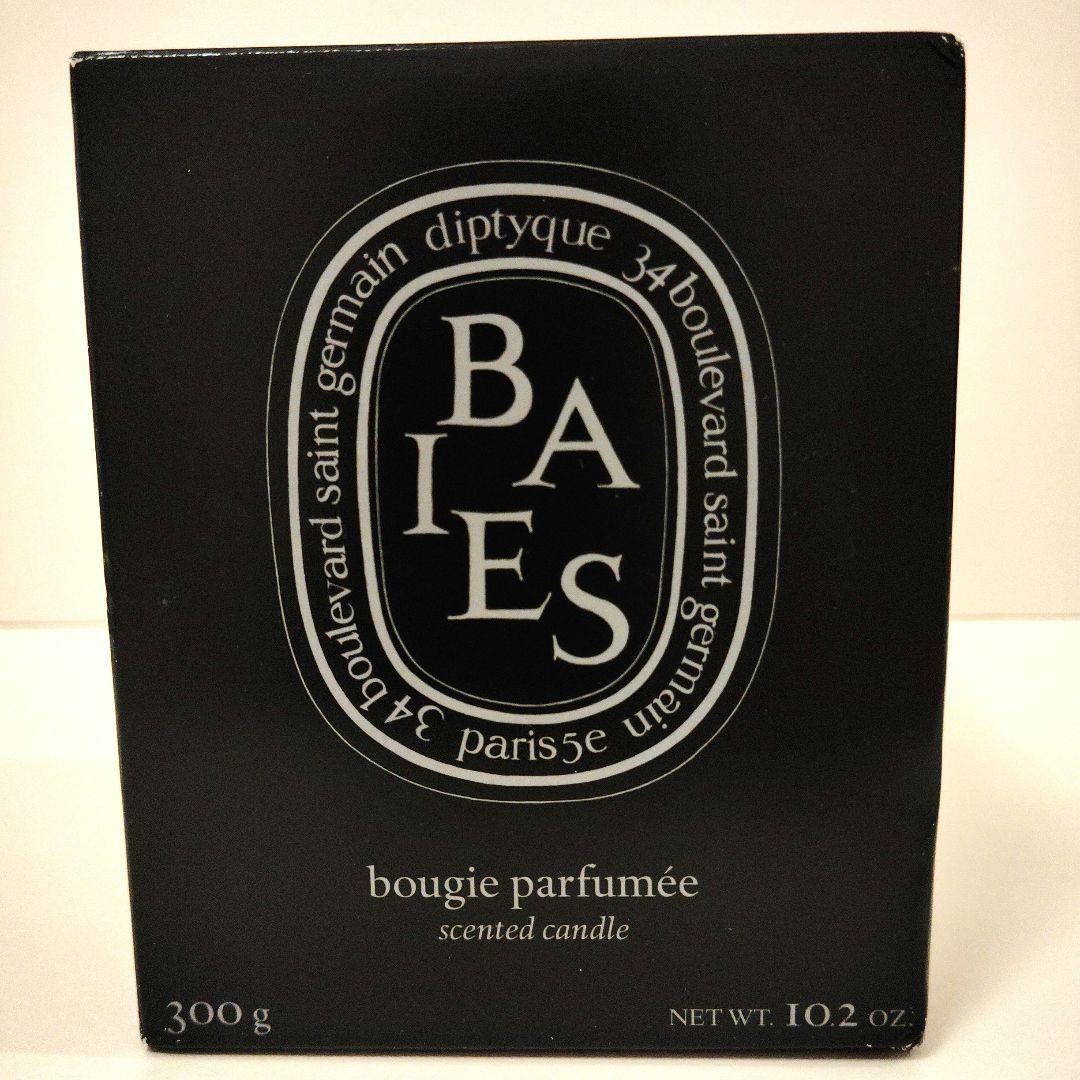 diptyque
34 boulevard saint germain
34 boulevard saint germain
paris 5e
BAIES
bougie parfumée
scented candle
300 g
NET WT. 10.2 OZ.